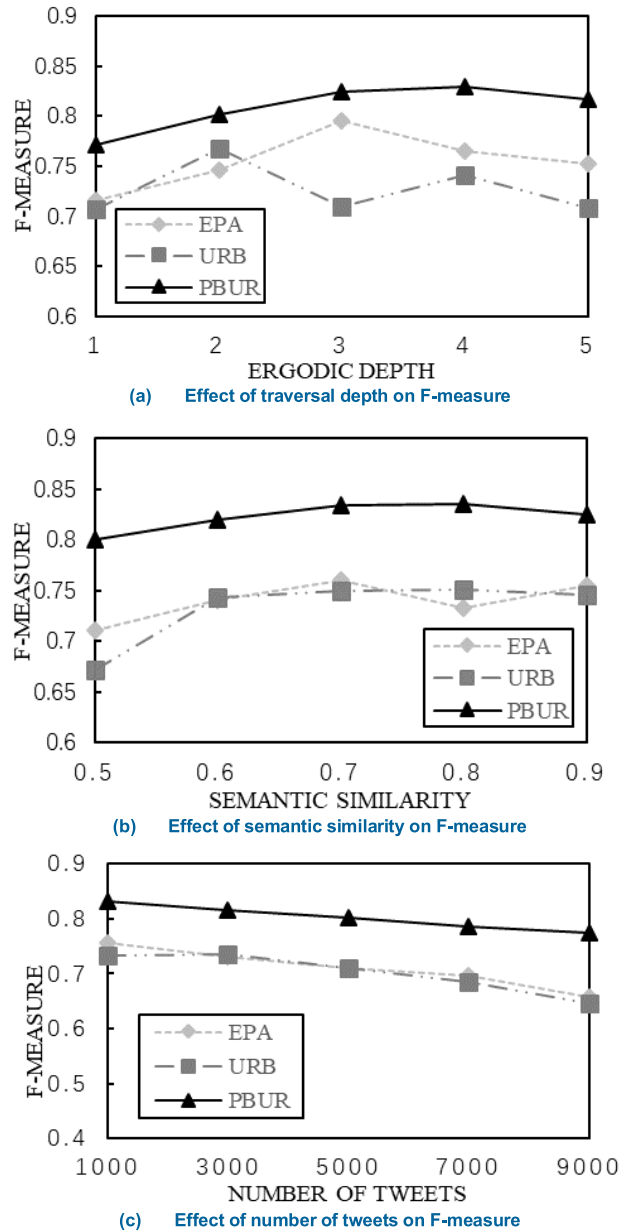 0.9
0.85
0.8
0.75
0.7
0.65
0.6
F-MEASURE
EPA
URB
PBUR
1 2 3 4 5
ERGODIC DEPTH
(a) Effect of traversal depth on F-measure
0.9
0.85
0.8
0.75
0.7
0.65
0.6
F-MEASURE
EPA
URB
PBUR
0.5 0.6 0.7 0.8 0.9
SEMANTIC SIMILARITY
(b) Effect of semantic similarity on F-measure
0.9
0.8
0.7
0.6
0.5
0.4
F-MEASURE
EPA
URB
PBUR
1000 3000 5000 7000 9000
NUMBER OF TWEETS
(c) Effect of number of tweets on F-measure